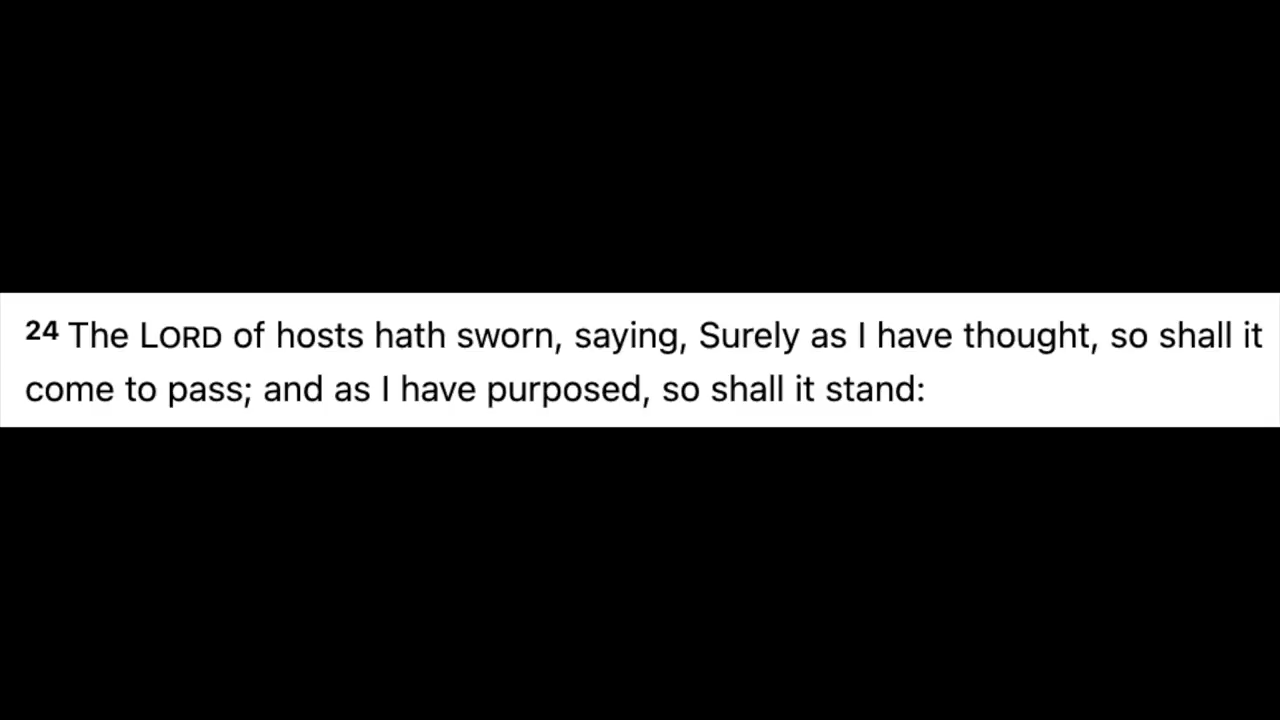 24 The LORD of hosts hath sworn, saying, Surely as I have thought, so shall it
come to pass; and as I have purposed, so shall it stand: